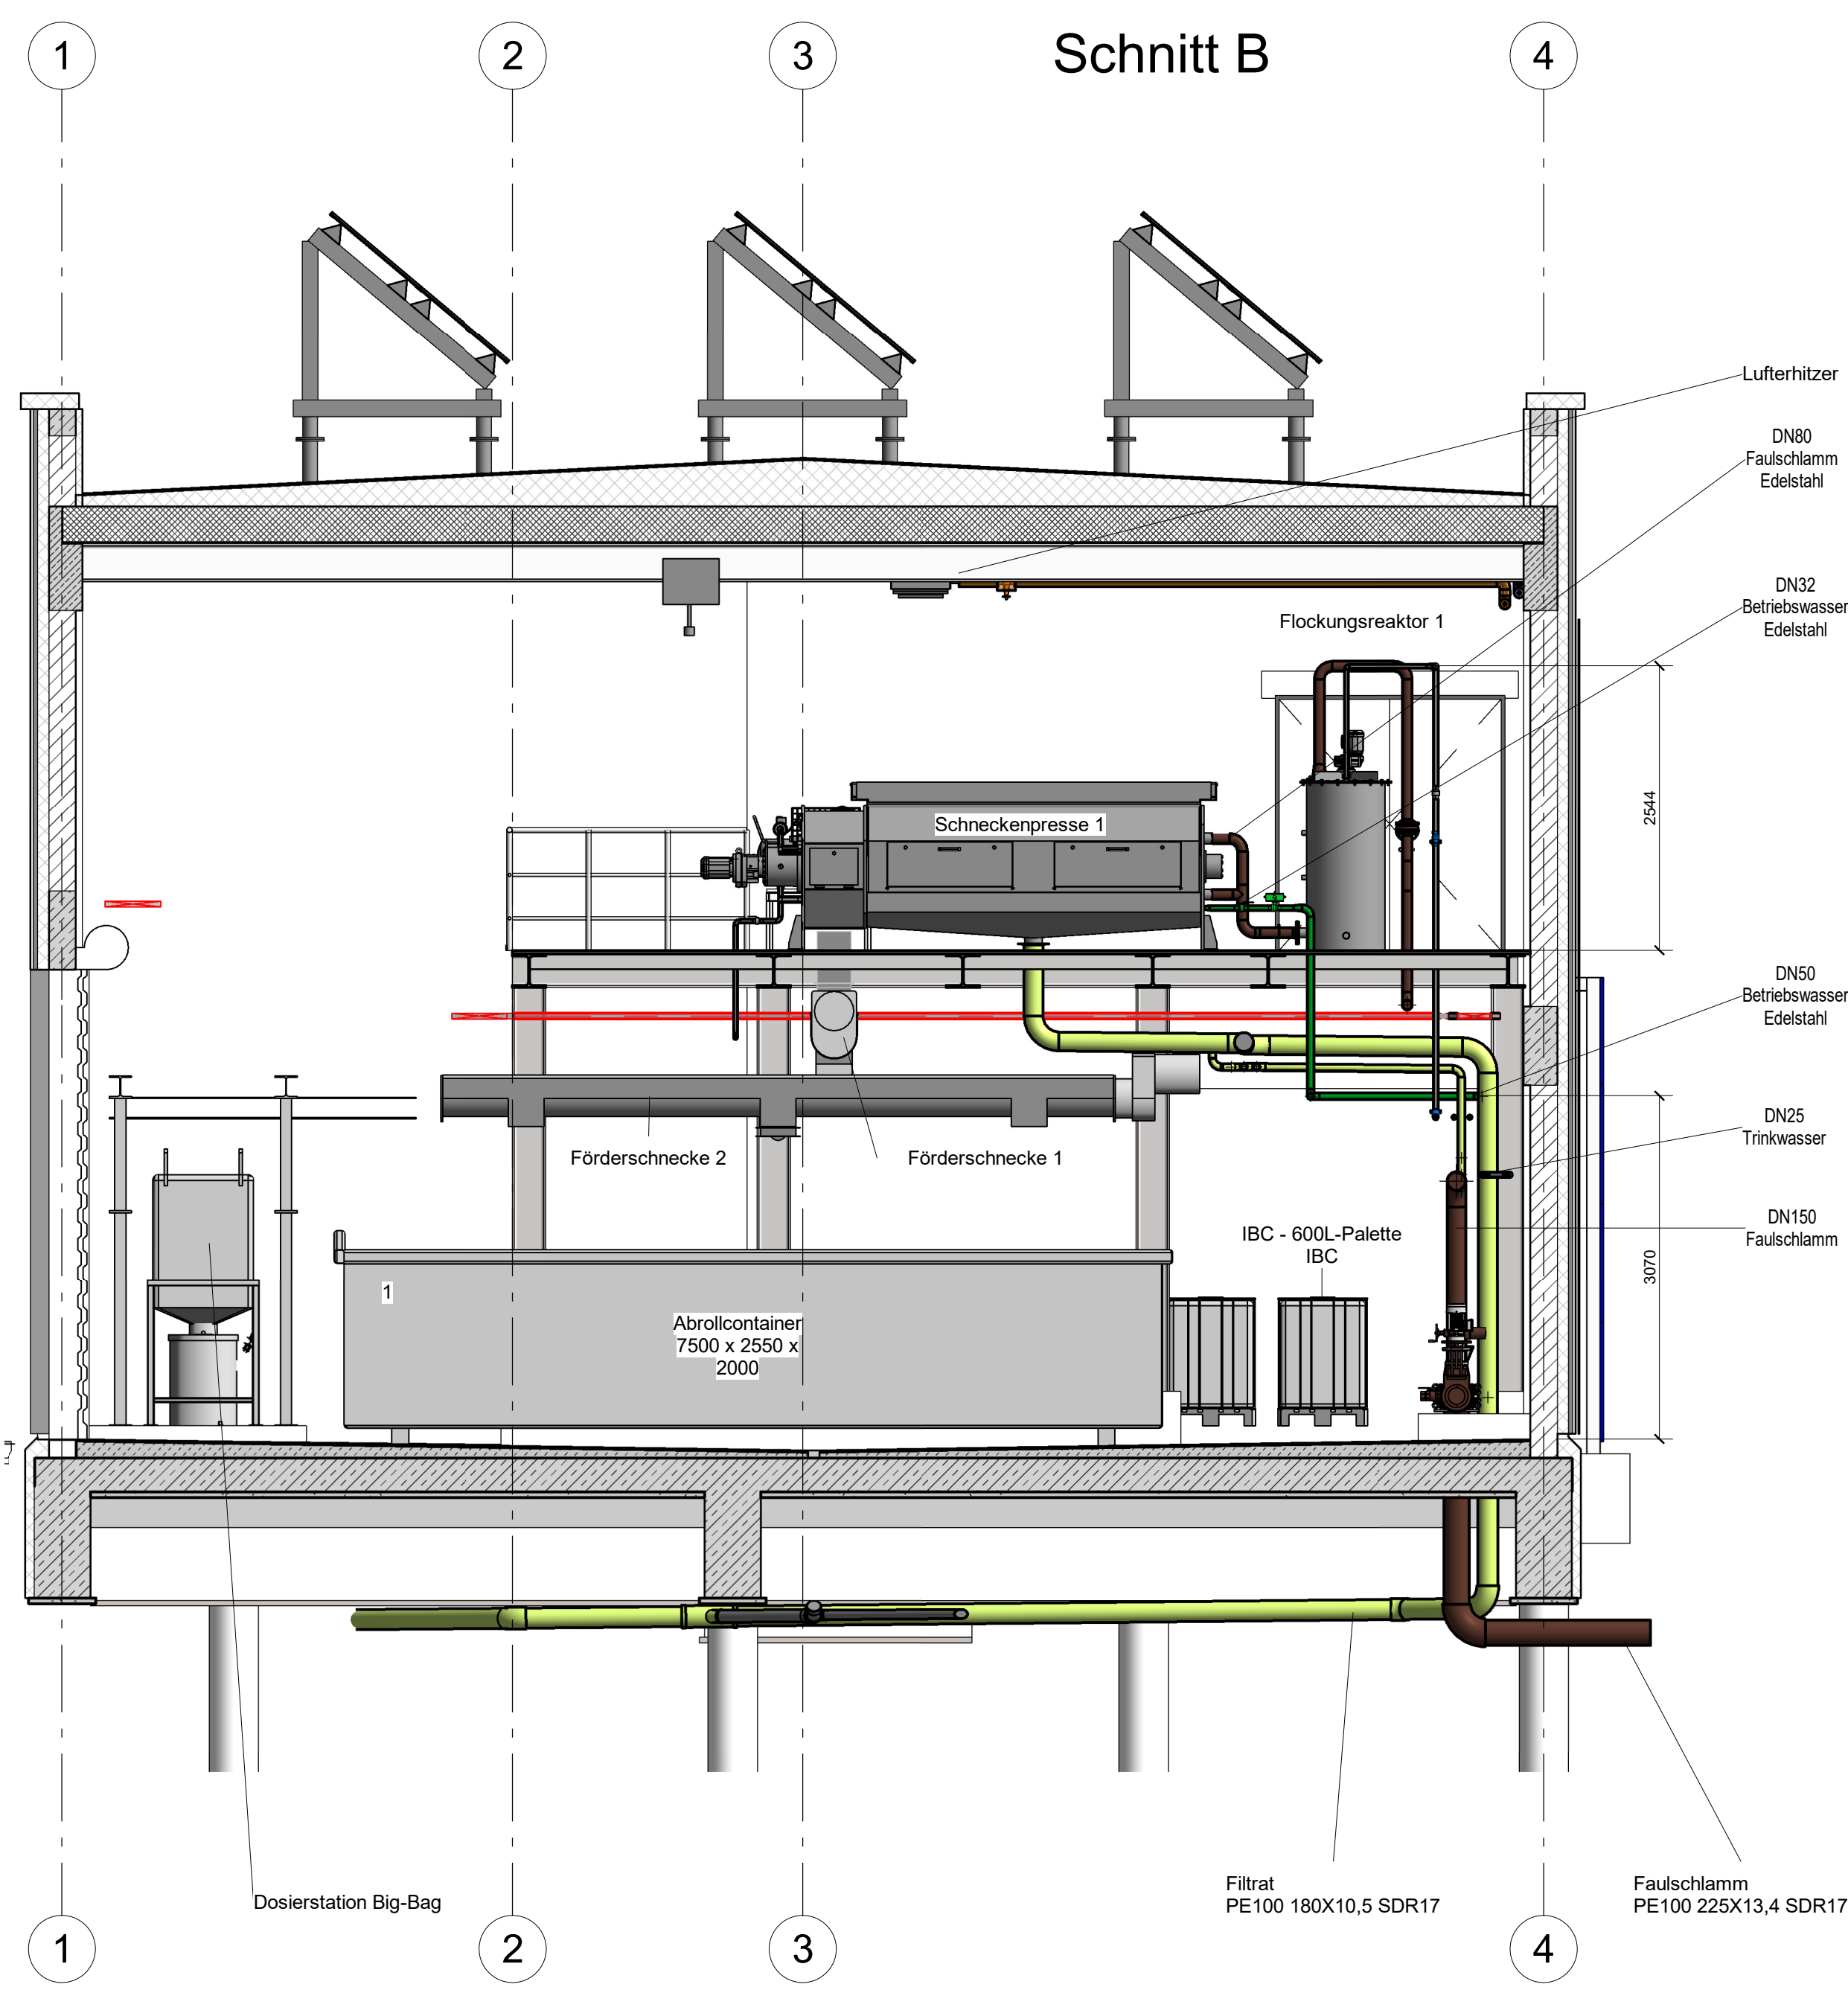 1
2
3
Schnitt B
4
Lufterhitzer
DN80
Faulschlamm
Edelstahl
DN32
Betriebswasser
Edelstahl
Flockungsreaktor 1
2544
Schneckenpresse 1
DN50
Betriebswasser
Edelstahl
DN25
Trinkwasser
Förderschnecke 2
Förderschnecke 1
DN150
Faulschlamm
IBC - 600L-Palette
IBC
3070
1
Abrollcontainer
7500 x 2550 x
2000
Dosierstation Big-Bag
Filtrat
PE100 180X10,5 SDR17
Faulschlamm
PE100 225X13,4 SDR17
1
2
3
4